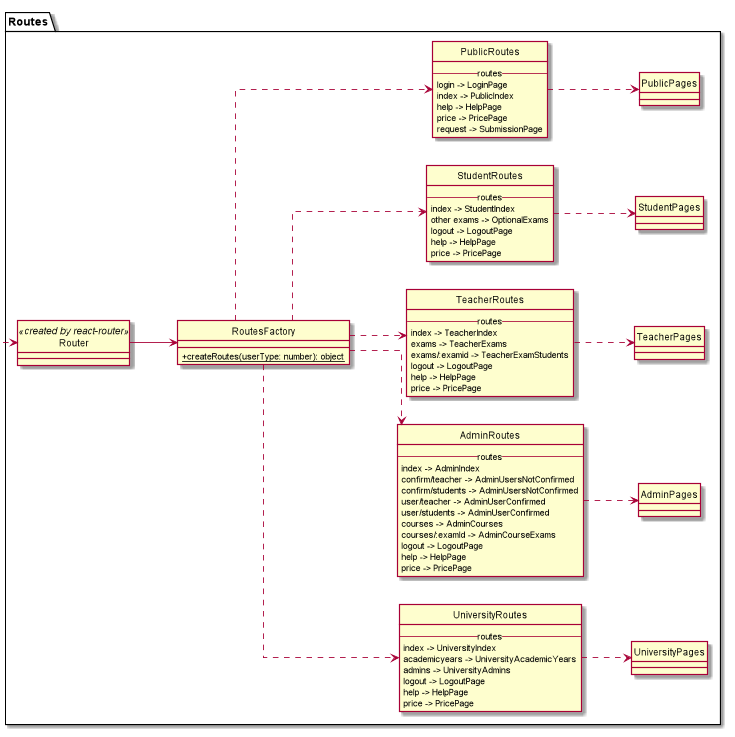 Routes
PublicRoutes
routes
login -> LoginPage
index -> PublicIndex
help -> HelpPage
price -> PricePage
request -> SubmissionPage
PublicPages
StudentRoutes
routes
index -> StudentIndex
other exams -> OptionalExams
logout -> LogoutPage
help -> HelpPage
price -> PricePage
StudentPages
«created by react-router»
Router
RoutesFactory
+createRoutes(userType: number): object
TeacherRoutes
routes
index -> TeacherIndex
exams -> TeacherExams
exams/:examid -> TeacherExamStudents
logout -> LogoutPage
help -> HelpPage
price -> PricePage
TeacherPages
AdminRoutes
routes
index -> AdminIndex
confirm/teacher -> AdminUsersNotConfirmed
confirm/students -> AdminUsersNotConfirmed
user/teacher -> AdminUserConfirmed
user/students -> AdminUserConfirmed
courses -> AdminCourses
courses/:examId -> AdminCourseExams
logout -> LogoutPage
help -> HelpPage
price -> PricePage
AdminPages
UniversityRoutes
routes
index -> UniversityIndex
academicyears -> UniversityAcademicYears
admins -> UniversityAdmins
logout -> LogoutPage
help -> HelpPage
price -> PricePage
UniversityPages